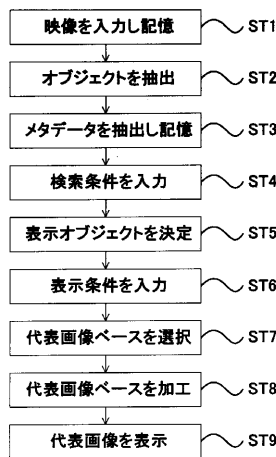 映像を入力し記憶 ST1
オブジェクトを抽出 ST2
メタデータを抽出し記憶 ST3
検索条件を入力 ST4
表示オブジェクトを決定 ST5
表示条件を入力 ST6
代表画像ベースを選択 ST7
代表画像ベースを加工 ST8
代表画像を表示 ST9